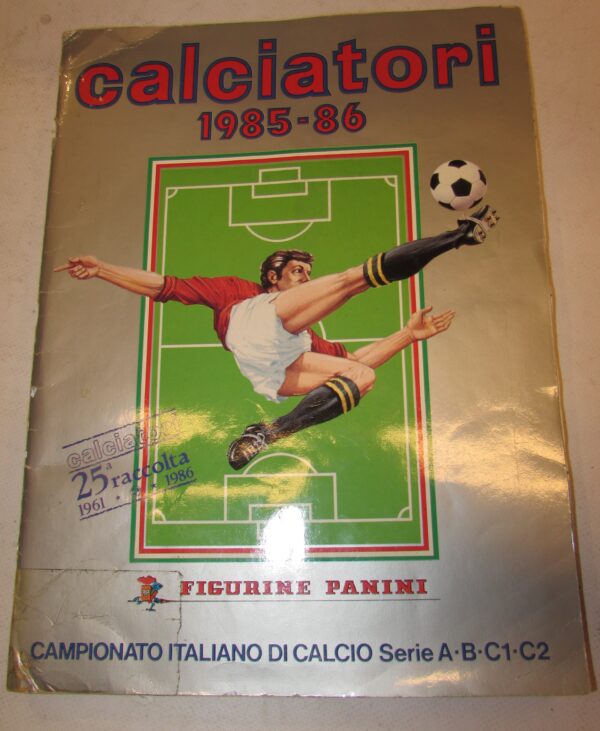 calciatori
1985-86
calciatori
25ª raccolta
1961 1986
FIGURINE PANINI
CAMPIONATO ITALIANO DI CALCIO Serie A·B·C1·C2